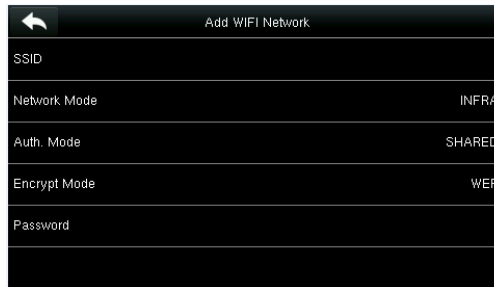 Add WIFI Network
SSID
Network Mode INFRA
Auth. Mode SHARED
Encrypt Mode WEP
Password